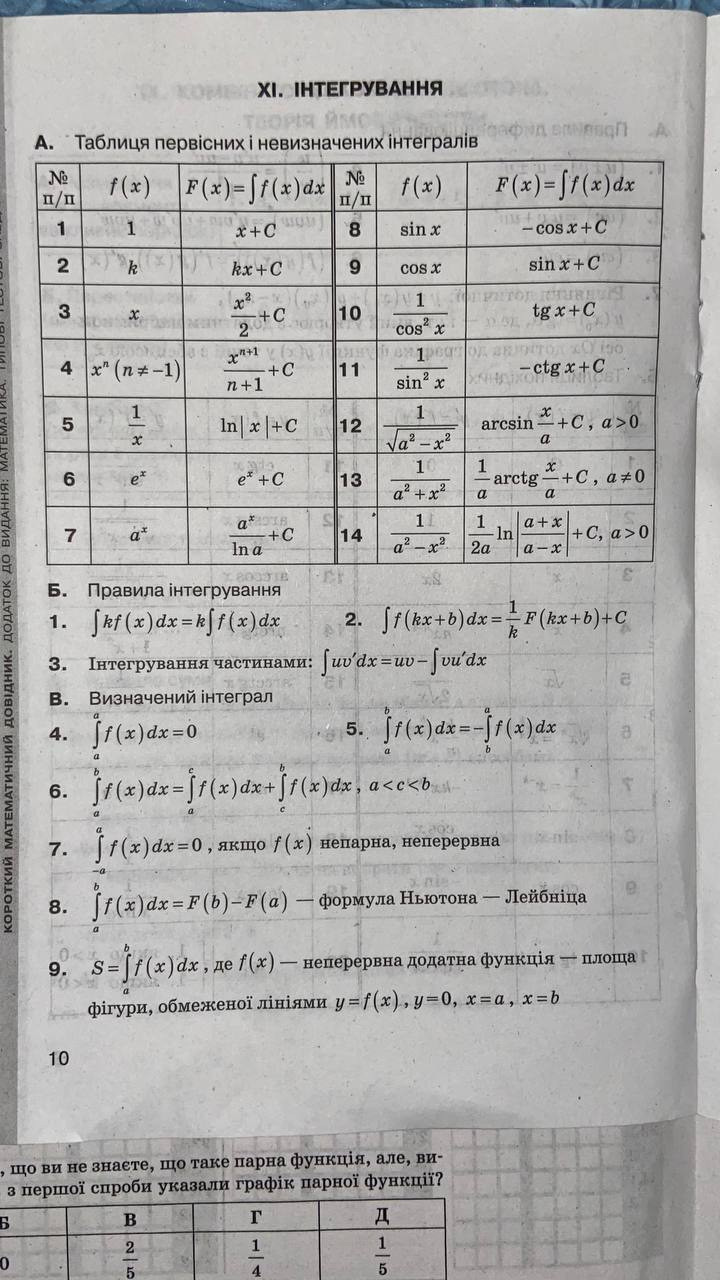 XI. ІНТЕГРУВАННЯ
А. Таблиця первісних і невизначених інтегралів
№ п/п | f(x) | F(x)=∫f(x)dx | № п/п | f(x) | F(x)=∫f(x)dx
1 | 1 | x+C | 8 | sin x | −cos x+C
2 | k | kx+C | 9 | cos x | sin x+C
3 | x | x²/2+C | 10 | 1/cos² x | tg x+C
4 | xⁿ (n≠−1) | xⁿ⁺¹/(n+1)+C | 11 | 1/sin² x | −ctg x+C
5 | 1/x | ln|x|+C | 12 | 1/√(a²−x²) | arcsin x/a+C, a>0
6 | eˣ | eˣ+C | 13 | 1/(a²+x²) | 1/a arctg x/a+C, a≠0
7 | aˣ | aˣ/ln a+C | 14 | 1/(a²−x²) | 1/2a ln|(a+x)/(a−x)|+C, a>0
Б. Правила інтегрування
1. ∫kf(x)dx=k∫f(x)dx 2. ∫f(kx+b)dx=1/k F(kx+b)+C
3. Інтегрування частинами: ∫uv′dx=uv−∫vu′dx
В. Визначений інтеграл
4. ∫ₐᵃf(x)dx=0 5. ∫ₐᵇf(x)dx=−∫_b^a f(x)dx
6. ∫ₐᵇf(x)dx=∫ₐᶜf(x)dx+∫_c^b f(x)dx, a<c<b
7. ∫₋ₐᵃf(x)dx=0, якщо f(x) непарна, неперервна
8. ∫ₐᵇf(x)dx=F(b)−F(a) — формула Ньютона — Лейбніца
9. S=∫ₐᵇf(x)dx, де f(x) — неперервна додатна функція — площа
фігури, обмеженої лініями y=f(x), y=0, x=a, x=b
10
КОРОТКИЙ МАТЕМАТИЧНИЙ ДОВІДНИК. ДОДАТОК ДО ВИДАННЯ: МАТЕМАТИКА. ТИПОВІ ТЕСТОВІ
, що ви не знаєте, що таке парна функція, але, ви-
з першої спроби указали графік парної функції?
Б | В | Г | Д
0 | 2/5 | 1/4 | 1/5